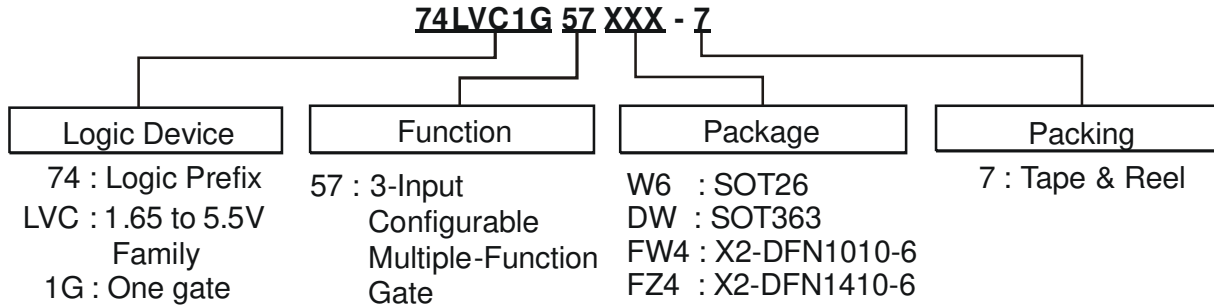 74LVC1G 57 XXX - 7
Logic Device
74 : Logic Prefix
LVC : 1.65 to 5.5V
Family
1G : One gate
Function
57 : 3-Input
Configurable
Multiple-Function
Gate
Package
W6 : SOT26
DW : SOT363
FW4 : X2-DFN1010-6
FZ4 : X2-DFN1410-6
Packing
7 : Tape & Reel